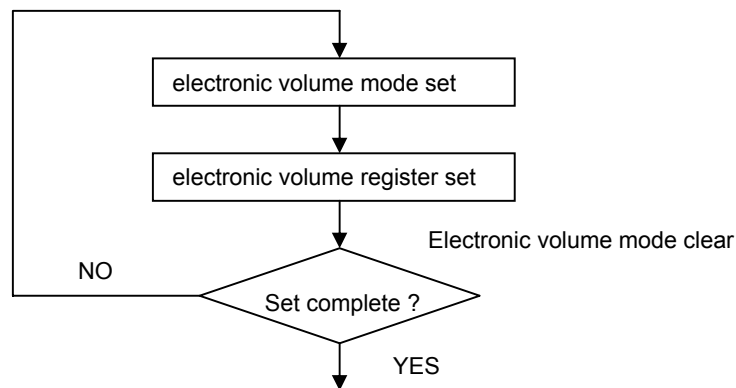 electronic volume mode set
electronic volume register set
Electronic volume mode clear
NO
Set complete ?
YES